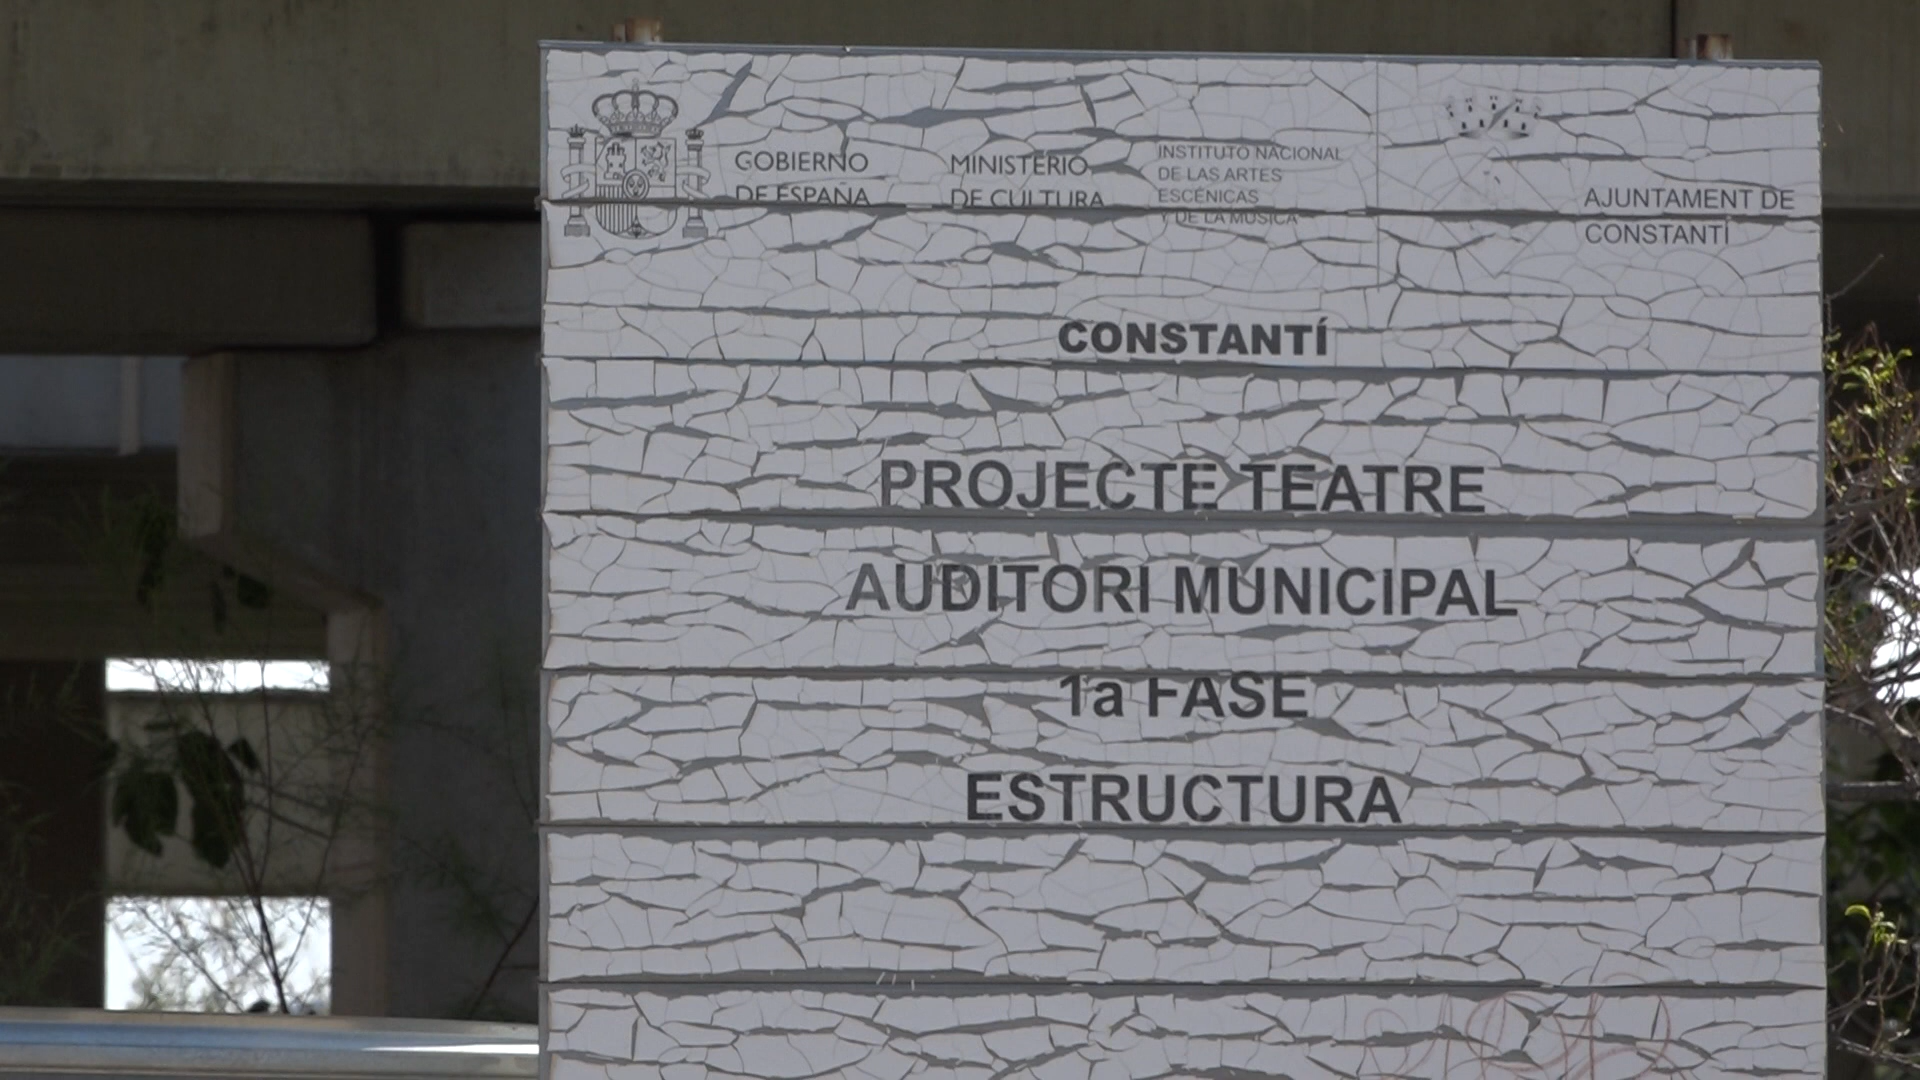 GOBIERNO
DE ESPAÑA
MINISTERIO
DE CULTURA
INSTITUTO NACIONAL
DE LAS ARTES
ESCÉNICAS
Y DE LA MÚSICA
AJUNTAMENT DE
CONSTANTÍ
CONSTANTÍ
PROJECTE TEATRE
AUDITORI MUNICIPAL
1a FASE
ESTRUCTURA